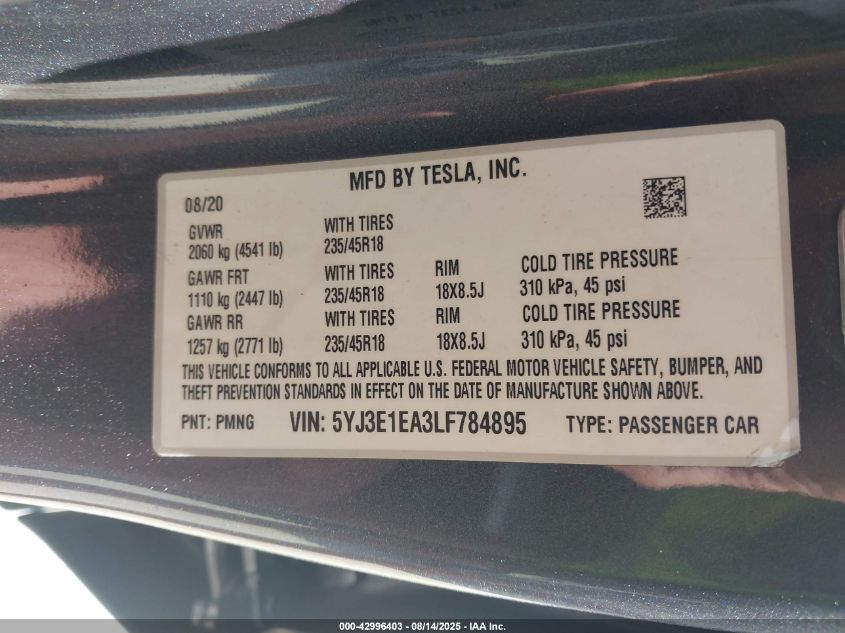 MFD BY TESLA, INC.
08/20
GVWR WITH TIRES
2060 kg (4541 lb) 235/45R18
GAWR FRT WITH TIRES RIM COLD TIRE PRESSURE
1110 kg (2447 lb) 235/45R18 18X8.5J 310 kPa, 45 psi
GAWR RR WITH TIRES RIM COLD TIRE PRESSURE
1257 kg (2771 lb) 235/45R18 18X8.5J 310 kPa, 45 psi
THIS VEHICLE CONFORMS TO ALL APPLICABLE U.S. FEDERAL MOTOR VEHICLE SAFETY, BUMPER, AND
THEFT PREVENTION STANDARDS IN EFFECT ON THE DATE OF MANUFACTURE SHOWN ABOVE.
PNT: PMNG VIN: 5YJ3E1EA3LF784895 TYPE: PASSENGER CAR
000-42996403 - 08/14/2025 - IAA Inc.